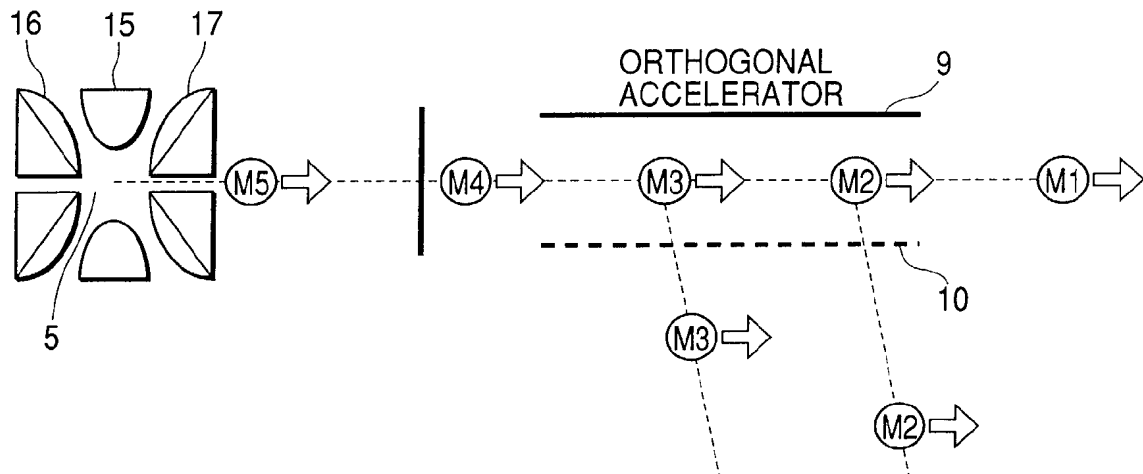 16
15
17
ORTHOGONAL
ACCELERATOR
9
M5
M4
M3
M2
M1
10
5
M3
M2